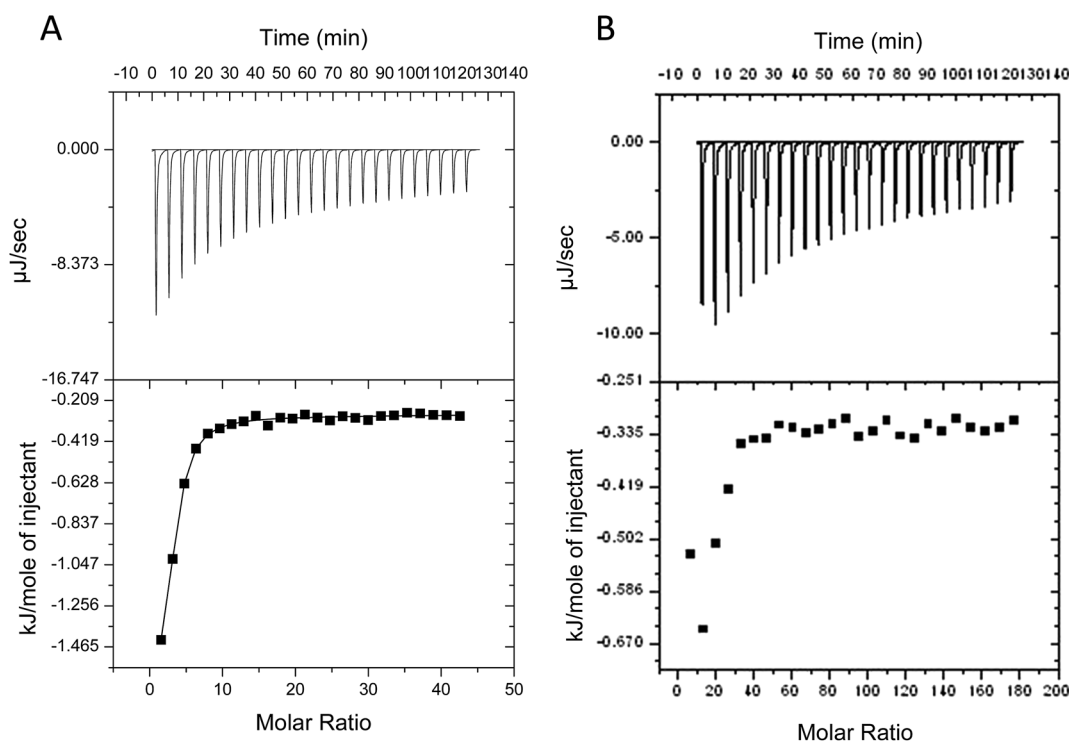 A
Time (min)
-10 0 10 20 30 40 50 60 70 80 90 100 110 120 130 140
0.000
-8.373
-16.747
µJ/sec
-0.209
-0.419
-0.628
-0.837
-1.047
-1.256
-1.465
kJ/mole of injectant
0 10 20 30 40 50
Molar Ratio
B
Time (min)
-10 0 10 20 30 40 50 60 70 80 90 100 110 120 130 140
0.00
-5.00
-10.00
µJ/sec
-0.251
-0.335
-0.419
-0.502
-0.586
-0.670
kJ/mole of injectant
0 20 40 60 80 100 120 140 160 180 200
Molar Ratio